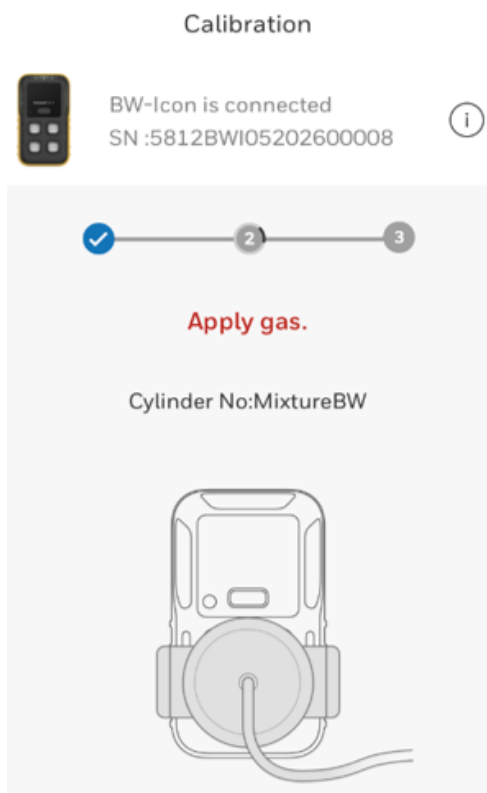 Calibration
BW-Icon is connected
SN :5812BWI05202600008
i
2
3
Apply gas.
Cylinder No:MixtureBW